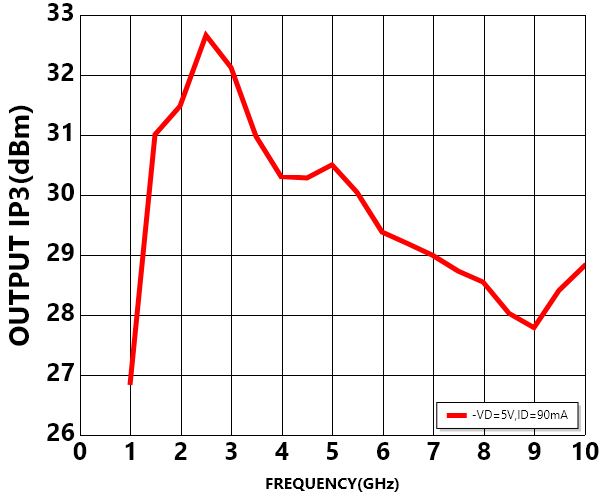 OUTPUT IP3(dBm)
33
32
31
30
29
28
27
26
0 1 2 3 4 5 6 7 8 9 10
FREQUENCY(GHz)
-VD=5V,ID=90mA